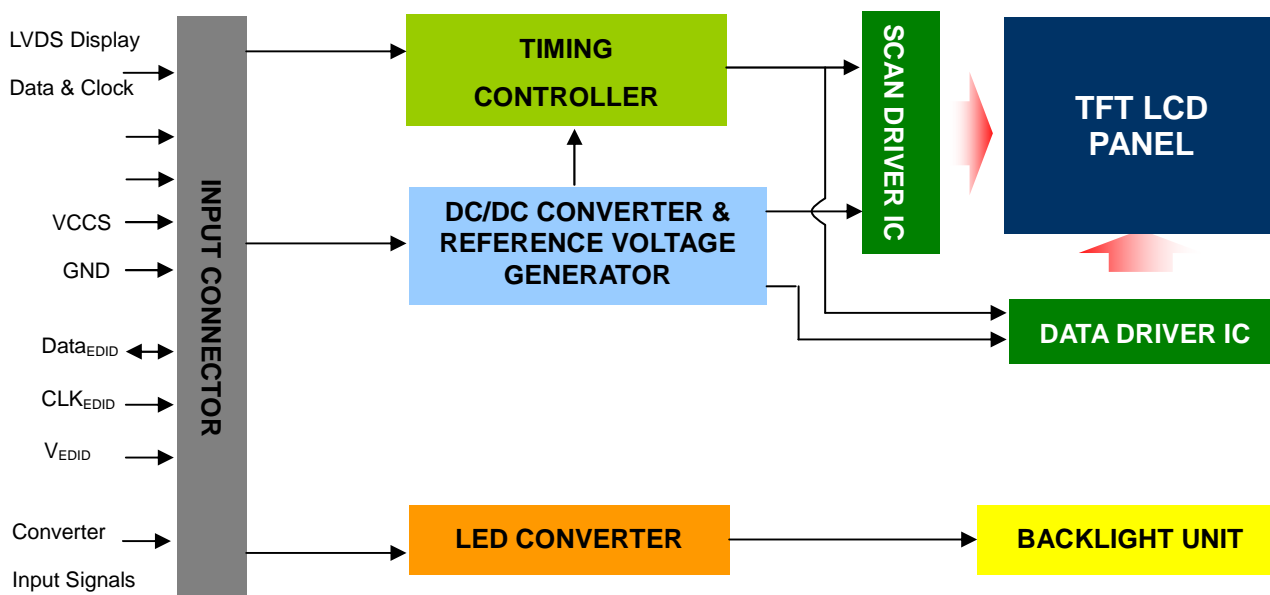 LVDS Display
Data & Clock
VCCS
GND
DataEDID
CLKEDID
VEDID
Converter
Input Signals
INPUT CONNECTOR
TIMING
CONTROLLER
DC/DC CONVERTER &
REFERENCE VOLTAGE
GENERATOR
SCAN DRIVER IC
TFT LCD
PANEL
DATA DRIVER IC
LED CONVERTER
BACKLIGHT UNIT